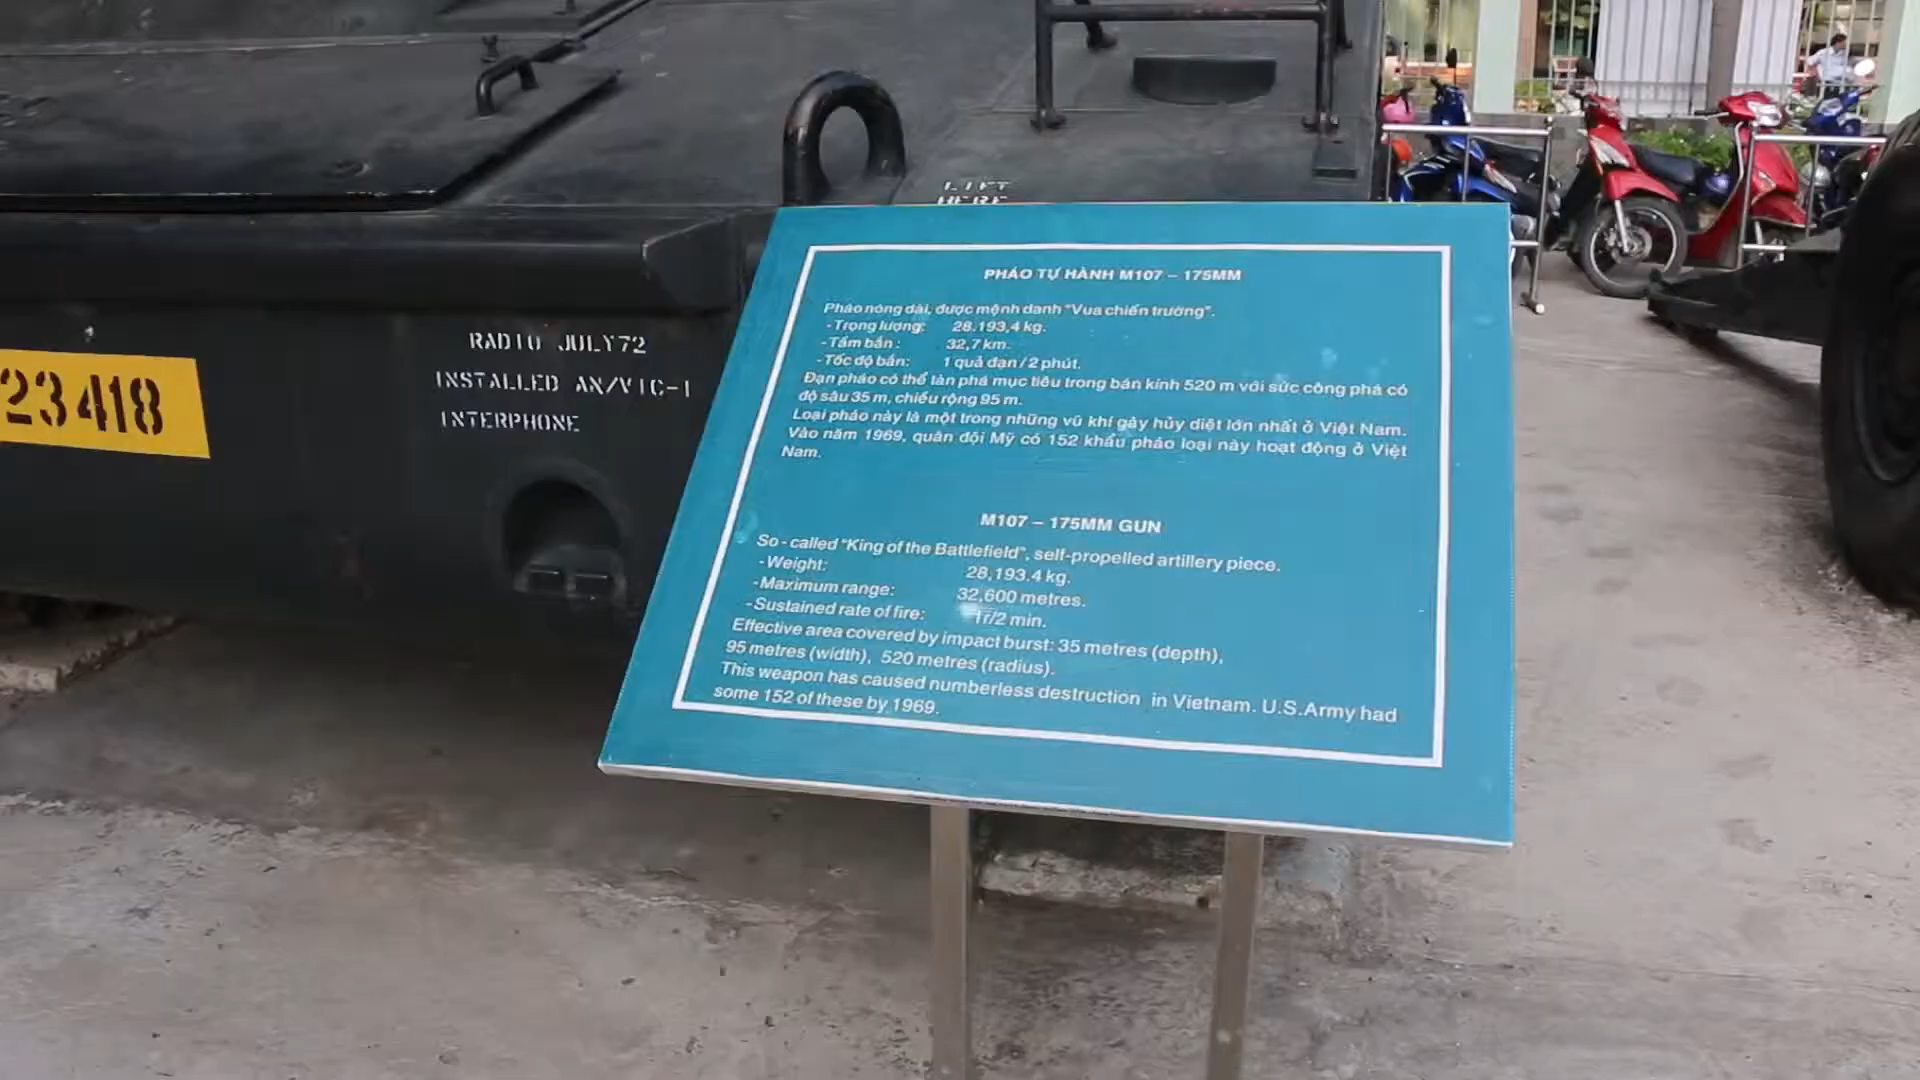 LIFT
HERE
RADIO JULY72
INSTALLED AN/VIC-1
INTERPHONE
23418
PHÁO TỰ HÀNH M107 – 175MM
Pháo nòng dài, được mệnh danh "Vua chiến trường".
- Trọng lượng: 28.193,4 kg.
- Tầm bắn : 32,7 km.
- Tốc độ bắn: 1 quả đạn / 2 phút.
Đạn pháo có thể tàn phá mục tiêu trong bán kính 520 m với sức công phá có
độ sâu 35 m, chiều rộng 95 m.
Loại pháo này là một trong những vũ khí gây hủy diệt lớn nhất ở Việt Nam.
Vào năm 1969, quân đội Mỹ có 152 khẩu pháo loại này hoạt động ở Việt
Nam.
M107 – 175MM GUN
So - called "King of the Battlefield", self-propelled artillery piece.
- Weight: 28,193.4 kg.
- Maximum range: 32,600 metres.
- Sustained rate of fire: 1r/2 min.
Effective area covered by impact burst: 35 metres (depth),
95 metres (width), 520 metres (radius).
This weapon has caused numberless destruction in Vietnam. U.S.Army had
some 152 of these by 1969.